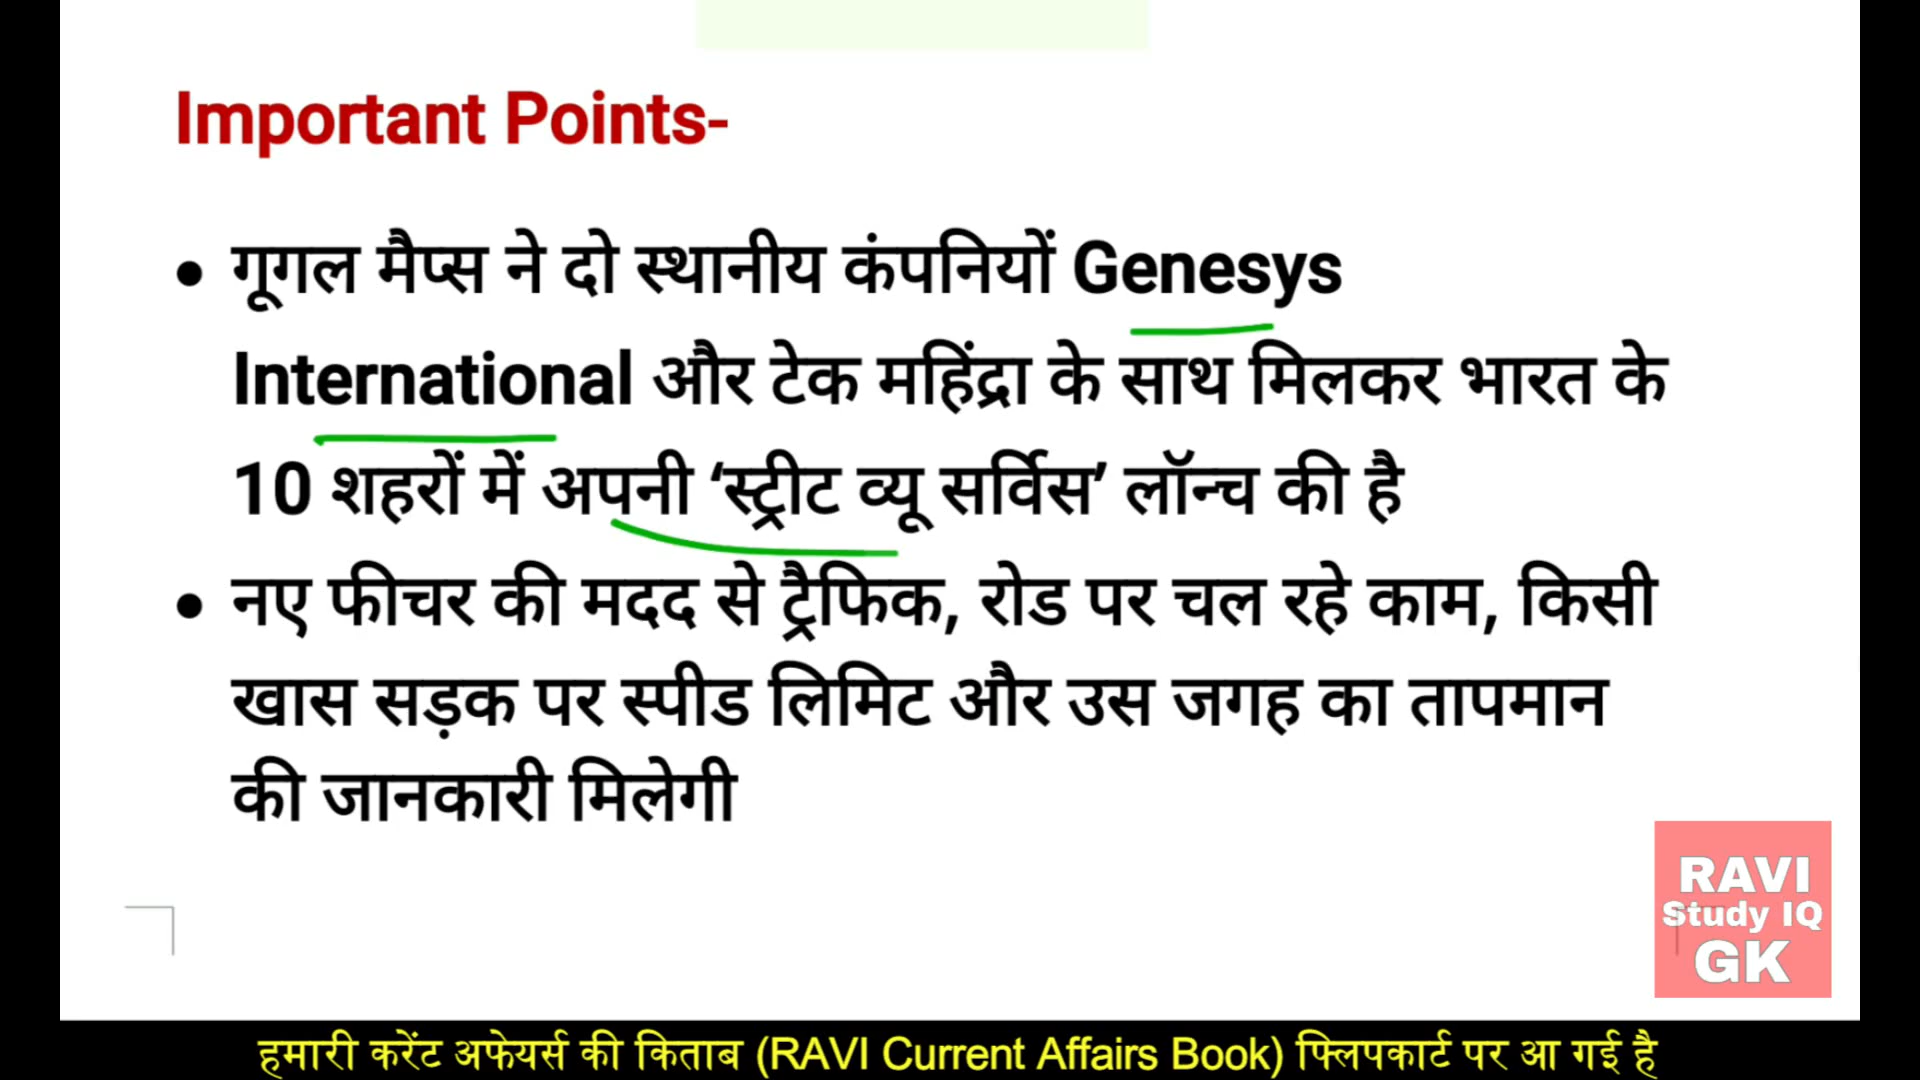 Important Points-
• गूगल मैप्स ने दो स्थानीय कंपनियों Genesys
International और टेक महिंद्रा के साथ मिलकर भारत के
10 शहरों में अपनी ‘स्ट्रीट व्यू सर्विस’ लॉन्च की है
• नए फीचर की मदद से ट्रैफिक, रोड पर चल रहे काम, किसी
खास सड़क पर स्पीड लिमिट और उस जगह का तापमान
की जानकारी मिलेगी
RAVI
Study IQ
GK
हमारी करेंट अफेयर्स की किताब (RAVI Current Affairs Book) फ्लिपकार्ट पर आ गई है